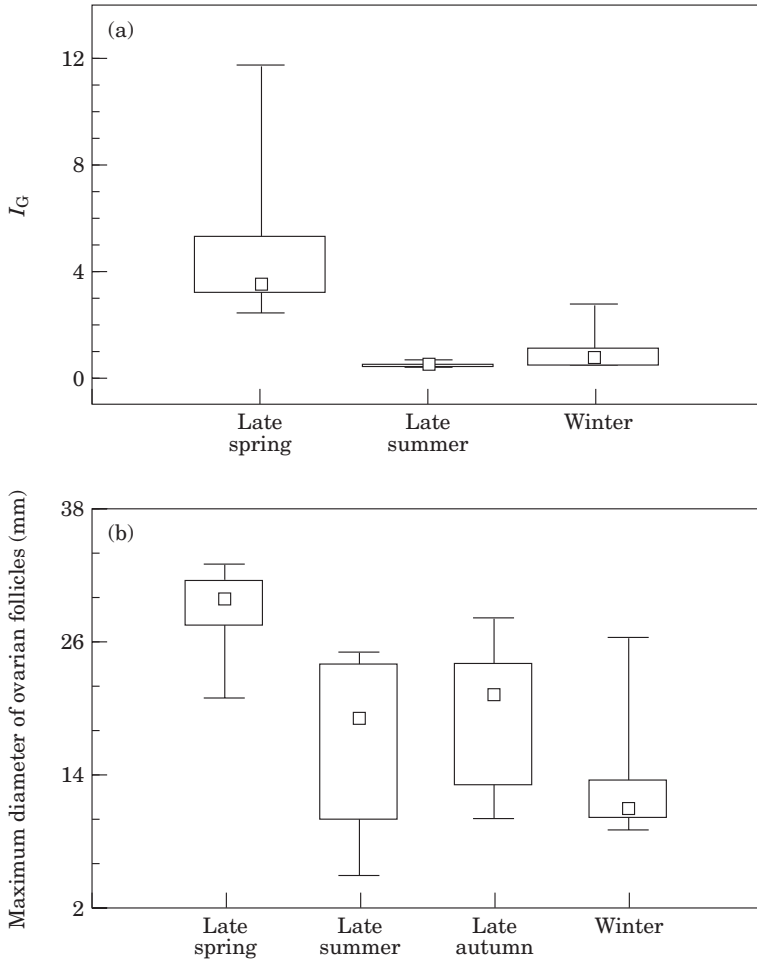 (a)
12
8
4
0
I_G
Late spring
Late summer
Winter
(b)
38
26
14
2
Maximum diameter of ovarian follicles (mm)
Late spring
Late summer
Late autumn
Winter